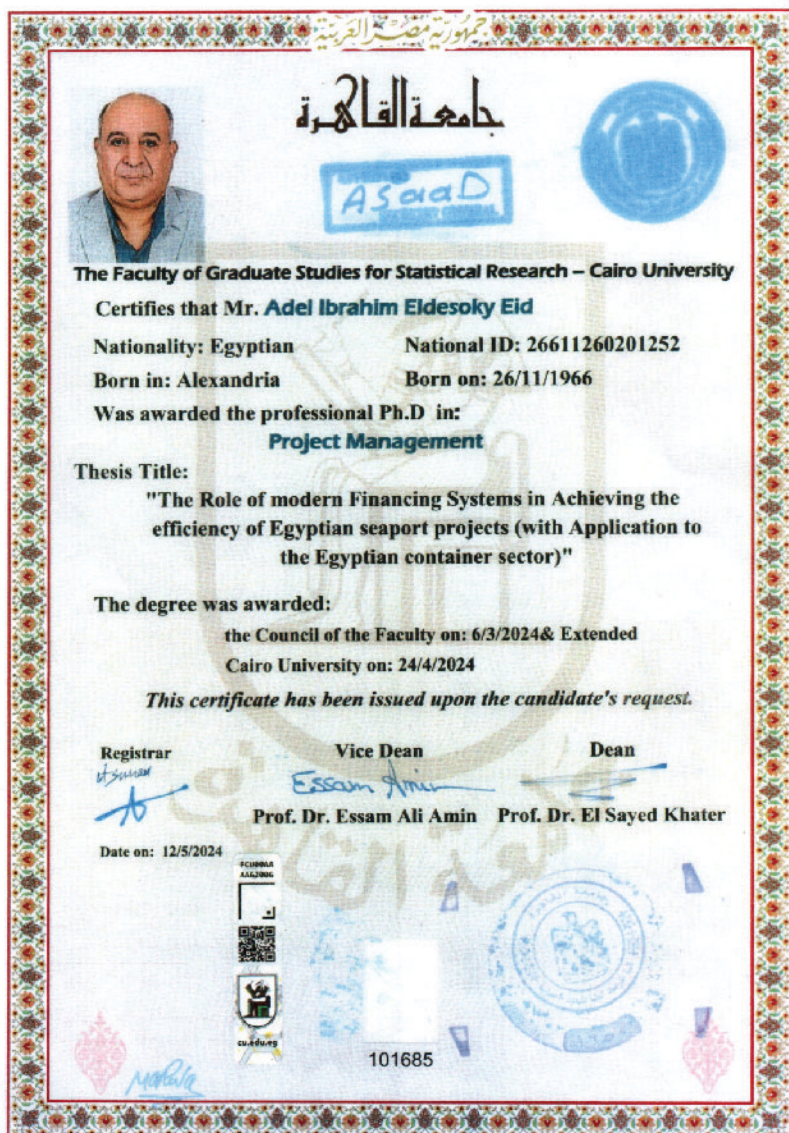 جمهورية مصر العربية
جامعة القاهرة
ASaaD
The Faculty of Graduate Studies for Statistical Research – Cairo University
Certifies that Mr. Adel Ibrahim Eldesoky Eid
Nationality: Egyptian National ID: 26611260201252
Born in: Alexandria Born on: 26/11/1966
Was awarded the professional Ph.D in:
Project Management
Thesis Title:
"The Role of modern Financing Systems in Achieving the
efficiency of Egyptian seaport projects (with Application to
the Egyptian container sector)"
The degree was awarded:
the Council of the Faculty on: 6/3/2024& Extended
Cairo University on: 24/4/2024
This certificate has been issued upon the candidate's request.
Registrar Vice Dean Dean
Essam Amin
Prof. Dr. Essam Ali Amin Prof. Dr. El Sayed Khater
Date on: 12/5/2024
جامعة القاهرة
cu.edu.eg
101685